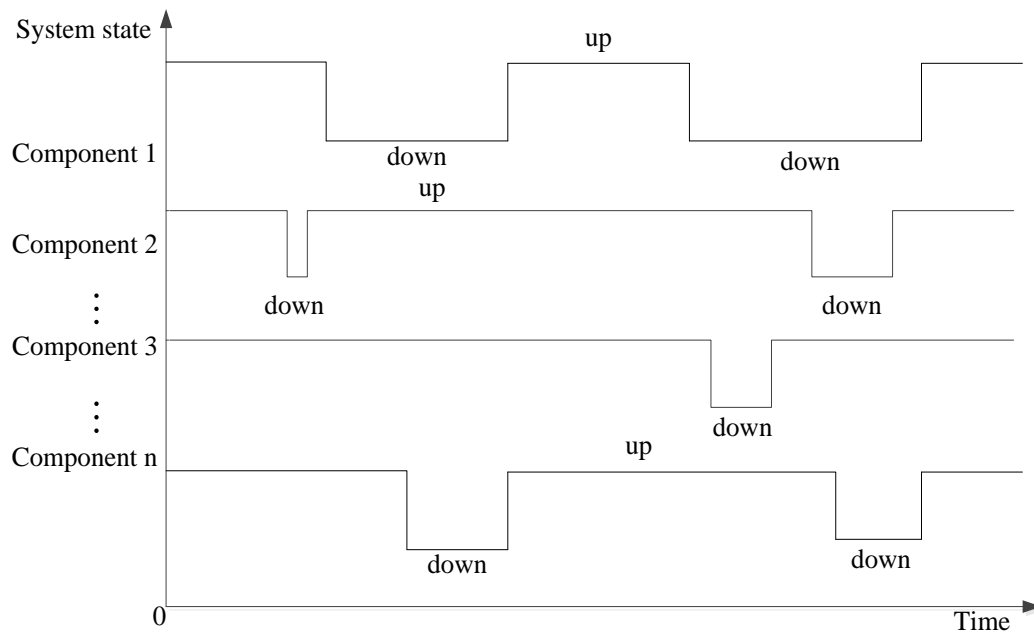 System state
up
Component 1
down
down
up
Component 2
down
down
⋮
Component 3
⋮
down
up
Component n
down
down
0
Time